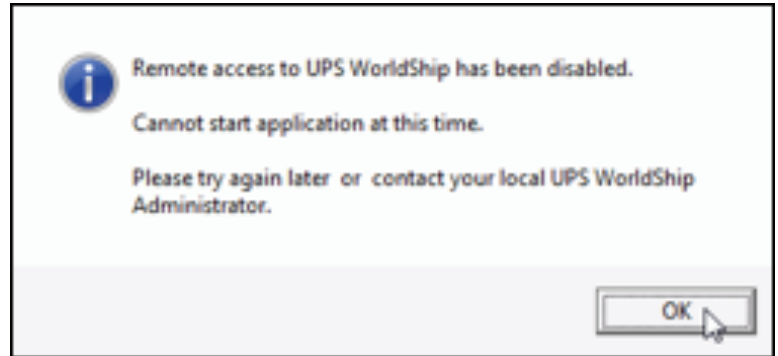 Remote access to UPS WorldShip has been disabled.
Cannot start application at this time.
Please try again later or contact your local UPS WorldShip
Administrator.
OK